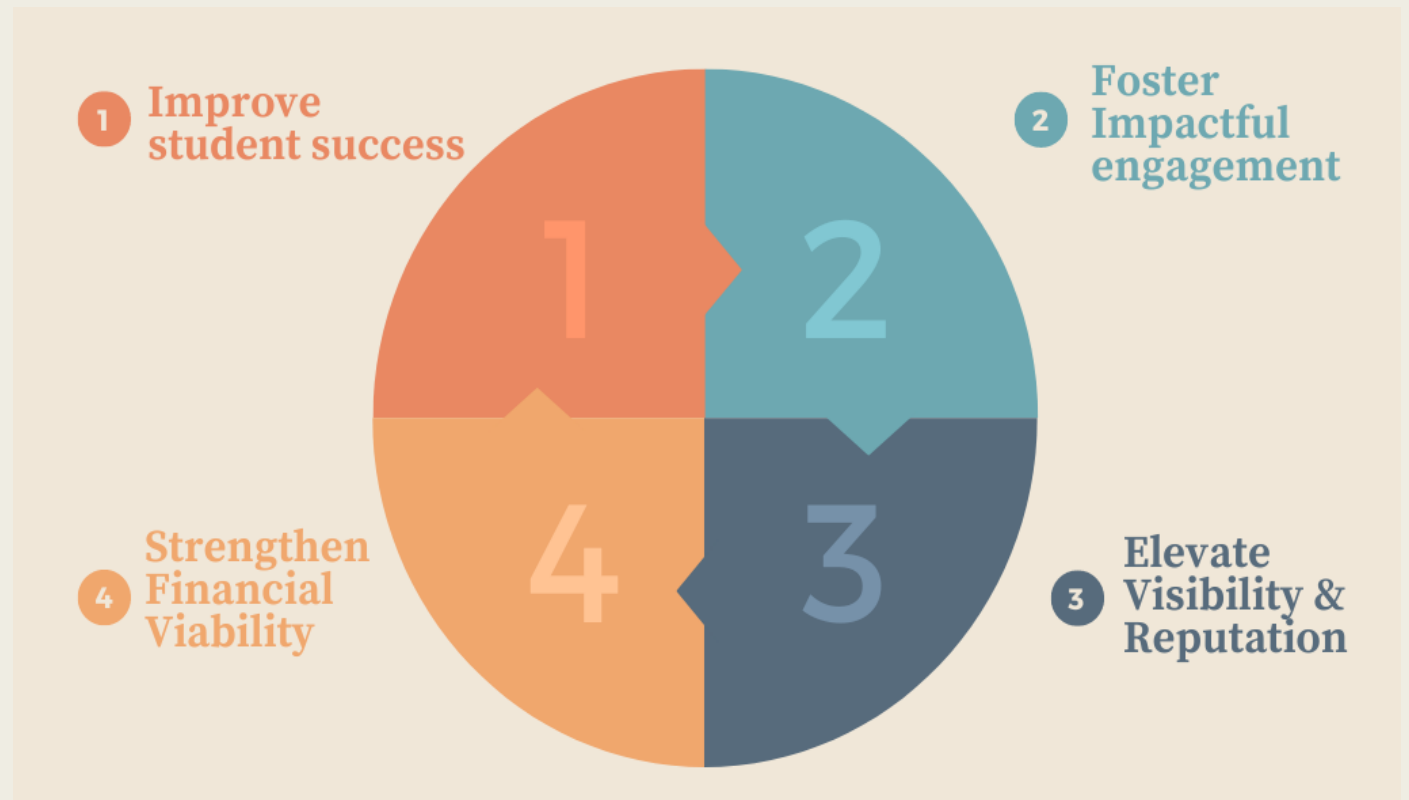 1
Improve
student success
2
Foster
Impactful
engagement
1
2
4
3
4
Strengthen
Financial
Viability
3
Elevate
Visibility &
Reputation